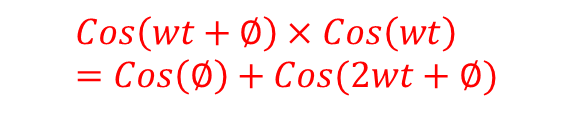 Cos(wt + ∅) × Cos(wt)
= Cos(∅) + Cos(2wt + ∅)